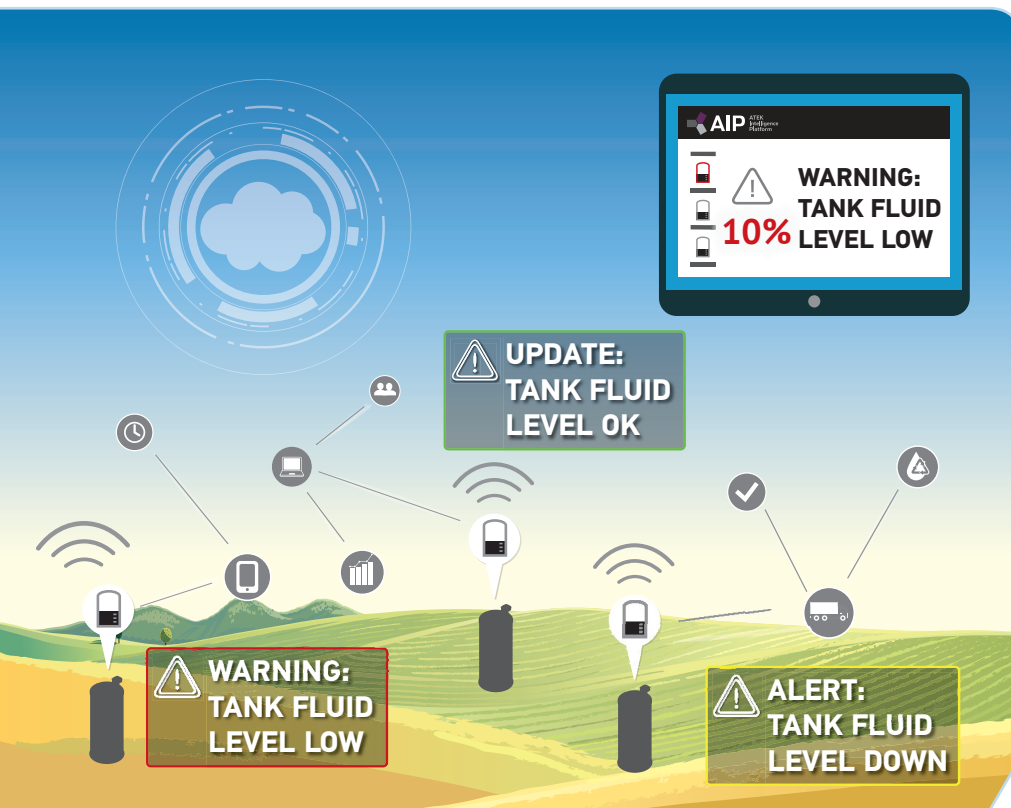 AIP
ATEK
Intelligence
Platform
WARNING:
TANK FLUID
LEVEL LOW
10%
UPDATE:
TANK FLUID
LEVEL OK
WARNING:
TANK FLUID
LEVEL LOW
ALERT:
TANK FLUID
LEVEL DOWN